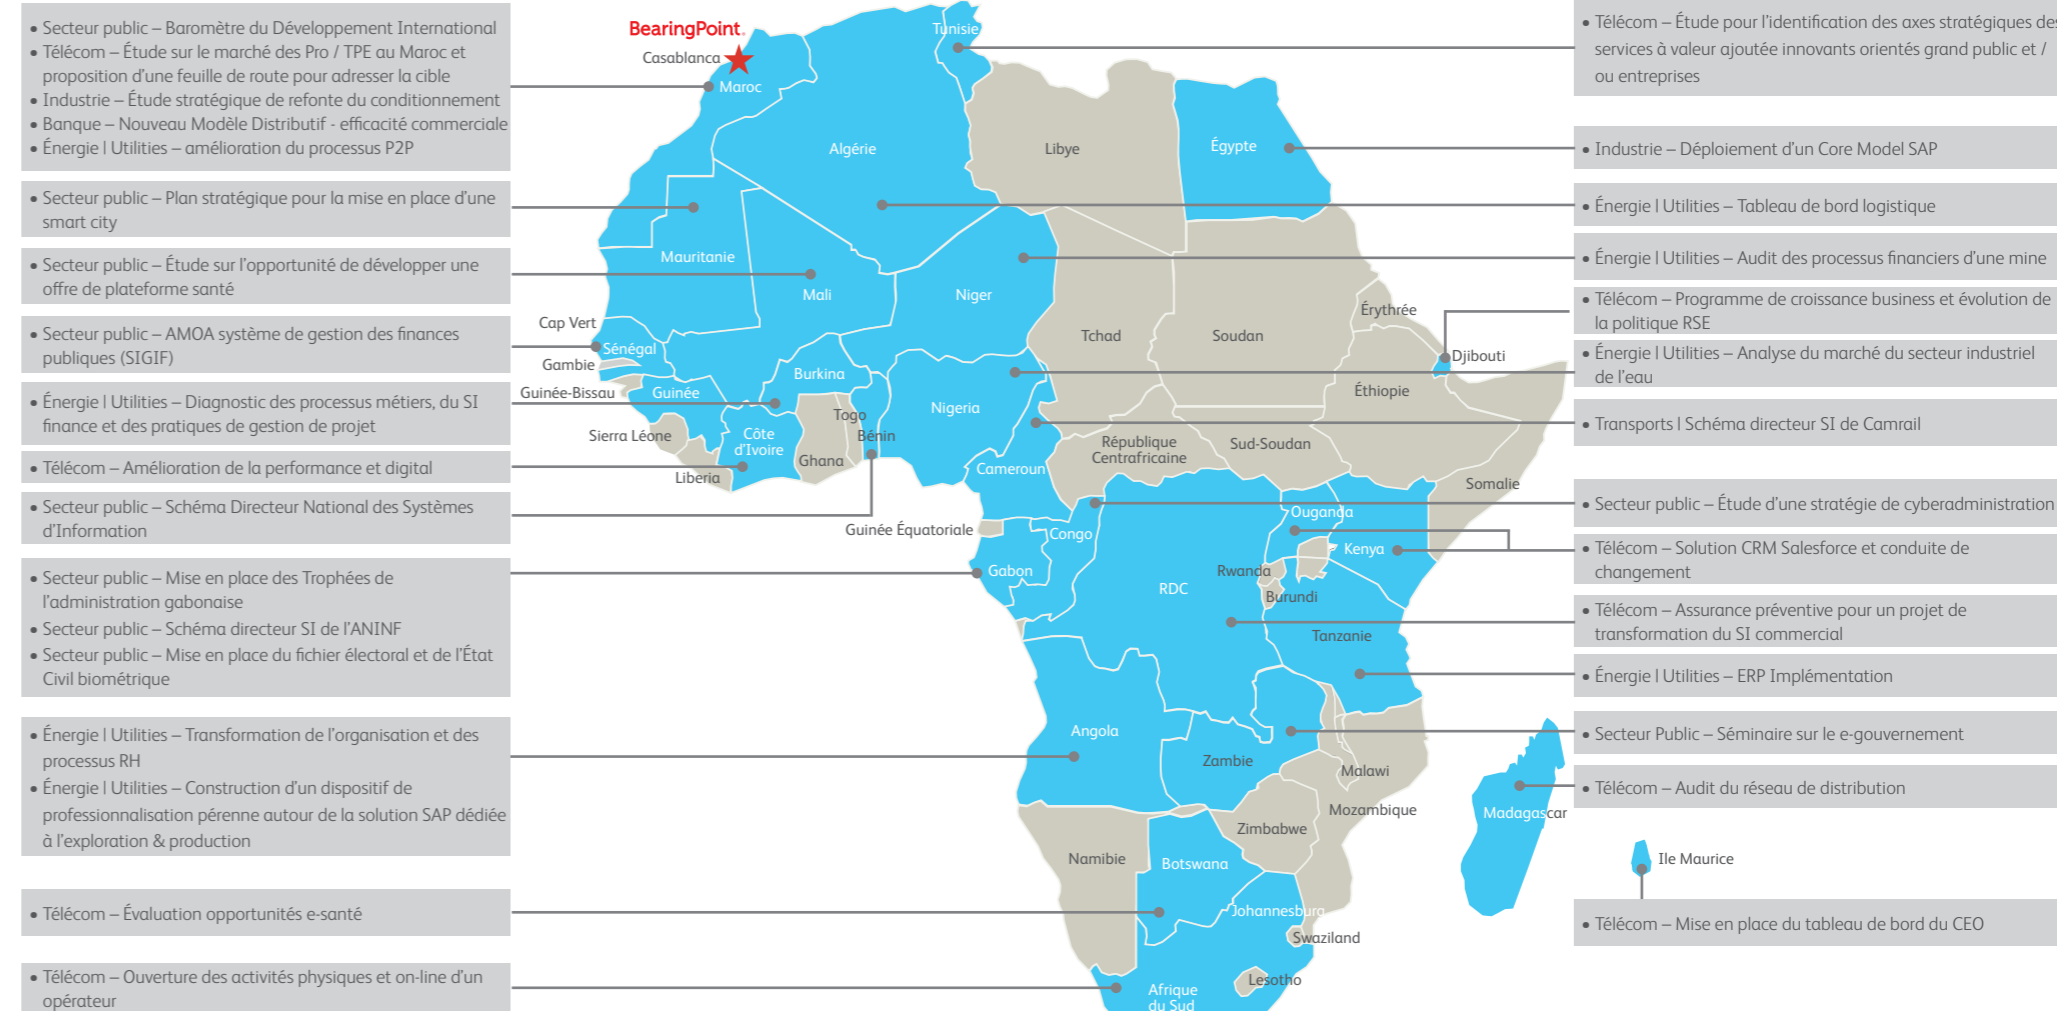 • Secteur public – Baromètre du Développement International
• Télécom – Étude sur le marché des Pro / TPE au Maroc et
proposition d'une feuille de route pour adresser la cible
• Industrie – Étude stratégique de refonte du conditionnement
• Banque – Nouveau Modèle Distributif - efficacité commerciale
• Énergie | Utilities – amélioration du processus P2P
• Secteur public – Plan stratégique pour la mise en place d'une
smart city
• Secteur public – Étude sur l'opportunité de développer une
offre de plateforme santé
• Secteur public – AMOA système de gestion des finances
publiques (SIGIF)
• Énergie | Utilities – Diagnostic des processus métiers, du SI
finance et des pratiques de gestion de projet
• Télécom – Amélioration de la performance et digital
• Secteur public – Schéma Directeur National des Systèmes
d'Information
• Secteur public – Mise en place des Trophées de
l'administration gabonaise
• Secteur public – Schéma directeur SI de l'ANINF
• Secteur public – Mise en place du fichier électoral et de l'État
Civil biométrique
• Énergie | Utilities – Transformation de l'organisation et des
processus RH
• Énergie | Utilities – Construction d'un dispositif de
professionnalisation pérenne autour de la solution SAP dédiée
à l'exploration & production
• Télécom – Évaluation opportunités e-santé
• Télécom – Ouverture des activités physiques et on-line d'un
opérateur
BearingPoint.
Casablanca
Maroc
Tunisie
Algérie
Libye
Égypte
Mauritanie
Mali
Niger
Tchad
Soudan
Érythrée
Djibouti
Cap Vert
Sénégal
Gambie
Guinée-Bissau
Guinée
Burkina
Éthiopie
Sierra Léone
Côte
d'Ivoire
Togo
Bénin
Nigeria
Ghana
Liberia
République
Centrafricaine
Sud-Soudan
Cameroun
Somalie
Guinée Équatoriale
Congo
Ouganda
Kenya
Gabon
RDC
Rwanda
Burundi
Tanzanie
Angola
Zambie
Malawi
Mozambique
Zimbabwe
Madagascar
Namibie
Botswana
Ile Maurice
Johannesburg
Swaziland
Lesotho
Afrique
du Sud
• Télécom – Étude pour l'identification des axes stratégiques des
services à valeur ajoutée innovants orientés grand public et /
ou entreprises
• Industrie – Déploiement d'un Core Model SAP
• Énergie | Utilities – Tableau de bord logistique
• Énergie | Utilities – Audit des processus financiers d'une mine
• Télécom – Programme de croissance business et évolution de
la politique RSE
• Énergie | Utilities – Analyse du marché du secteur industriel
de l'eau
• Transports | Schéma directeur SI de Camrail
• Secteur public – Étude d'une stratégie de cyberadministration
• Télécom – Solution CRM Salesforce et conduite de
changement
• Télécom – Assurance préventive pour un projet de
transformation du SI commercial
• Énergie | Utilities – ERP Implémentation
• Secteur Public – Séminaire sur le e-gouvernement
• Télécom – Audit du réseau de distribution
• Télécom – Mise en place du tableau de bord du CEO